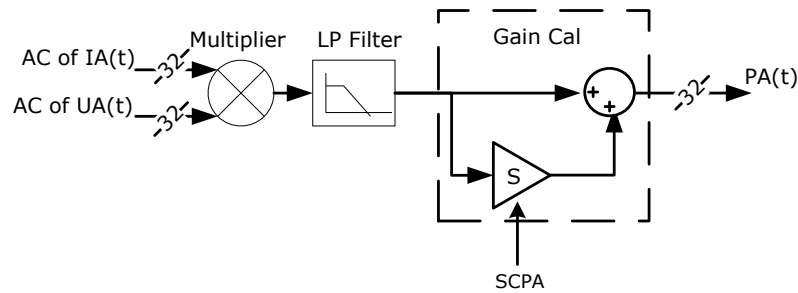 Multiplier
LP Filter
Gain Cal
AC of IA(t)
32
AC of UA(t)
32
+
+
32
PA(t)
S
SCPA